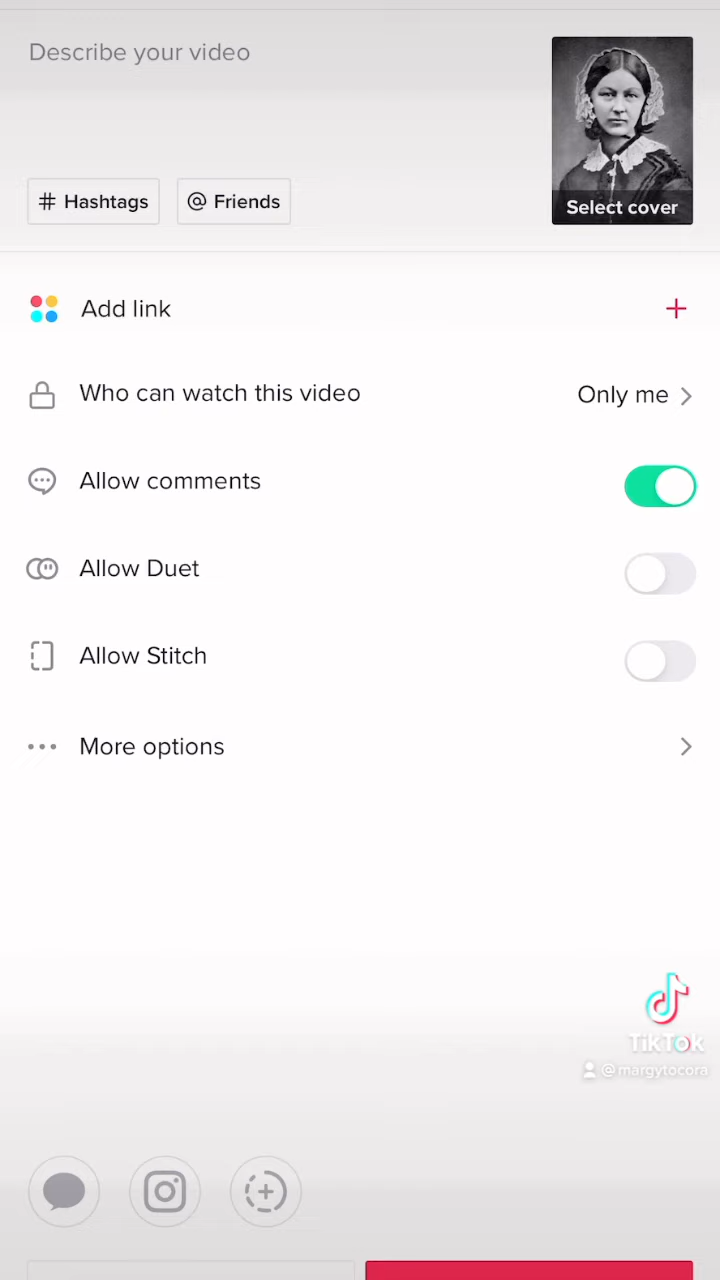 Describe your video
# Hashtags
@ Friends
Select cover
Add link
Who can watch this video
Only me
Allow comments
Allow Duet
Allow Stitch
More options
TikTok
@margytocora